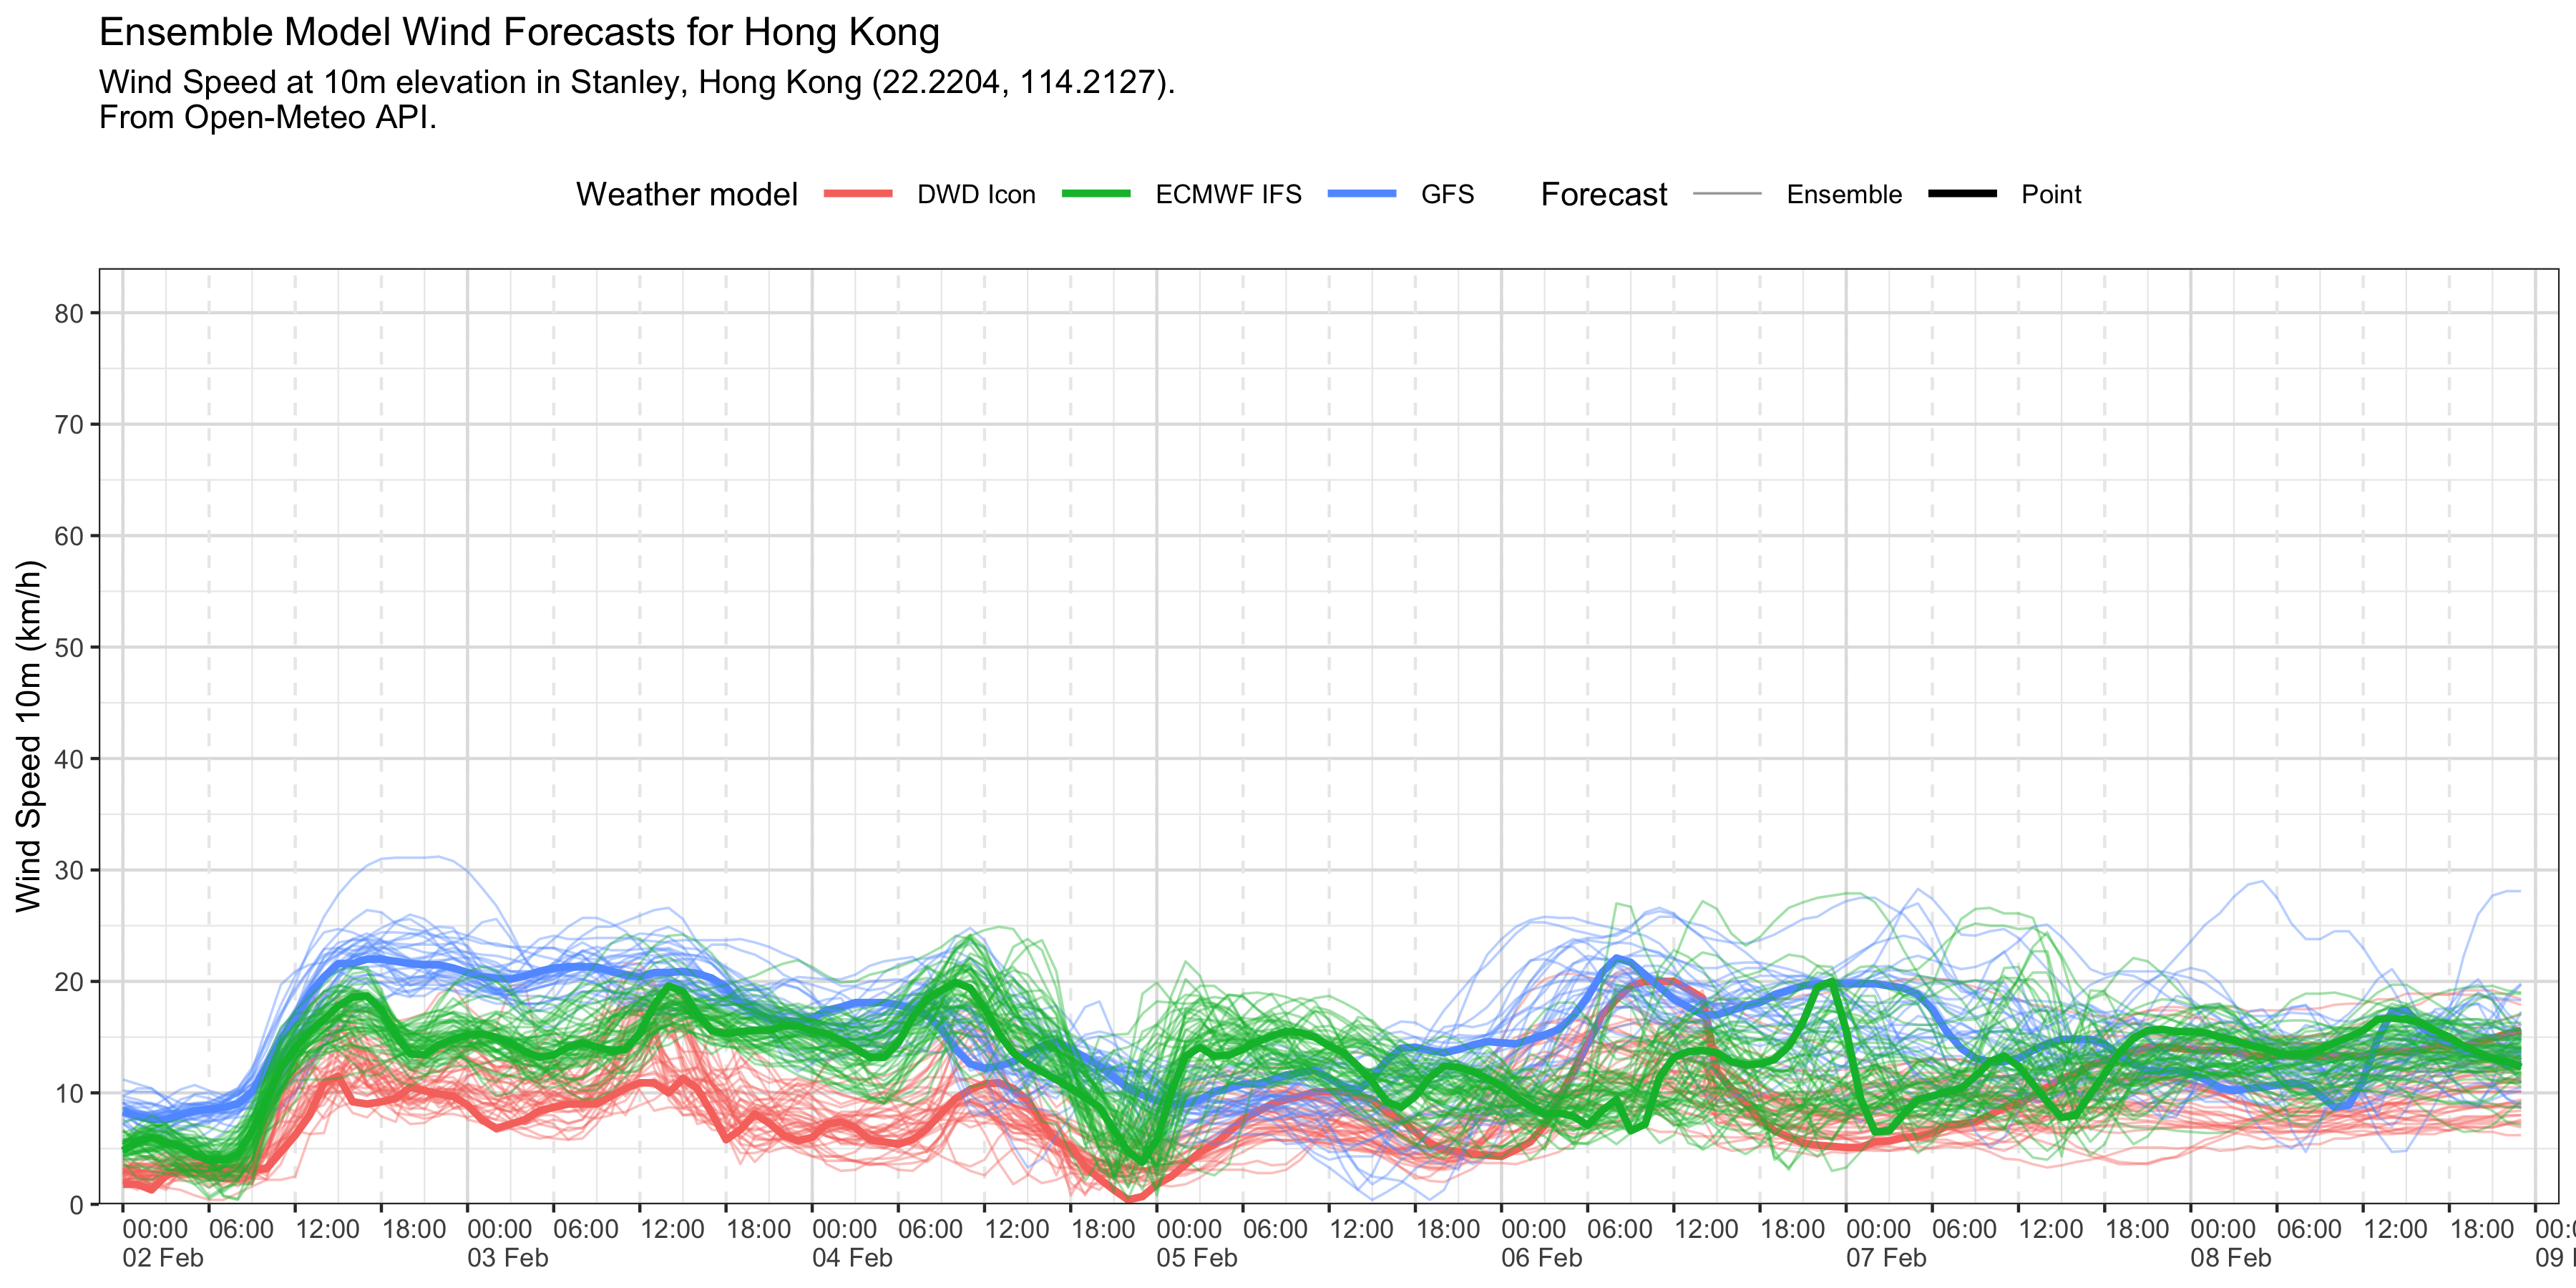 Ensemble Model Wind Forecasts for Hong Kong
Wind Speed at 10m elevation in Stanley, Hong Kong (22.2204, 114.2127).
From Open-Meteo API.
Weather model DWD Icon ECMWF IFS GFS Forecast Ensemble Point
Wind Speed 10m (km/h)
80
70
60
50
40
30
20
10
0
00:00 06:00 12:00 18:00 00:00 06:00 12:00 18:00 00:00 06:00 12:00 18:00 00:00 06:00 12:00 18:00 00:00 06:00 12:00 18:00 00:00 06:00 12:00 18:00 00:00 06:00 12:00 18:00
02 Feb 03 Feb 04 Feb 05 Feb 06 Feb 07 Feb 08 Feb 09